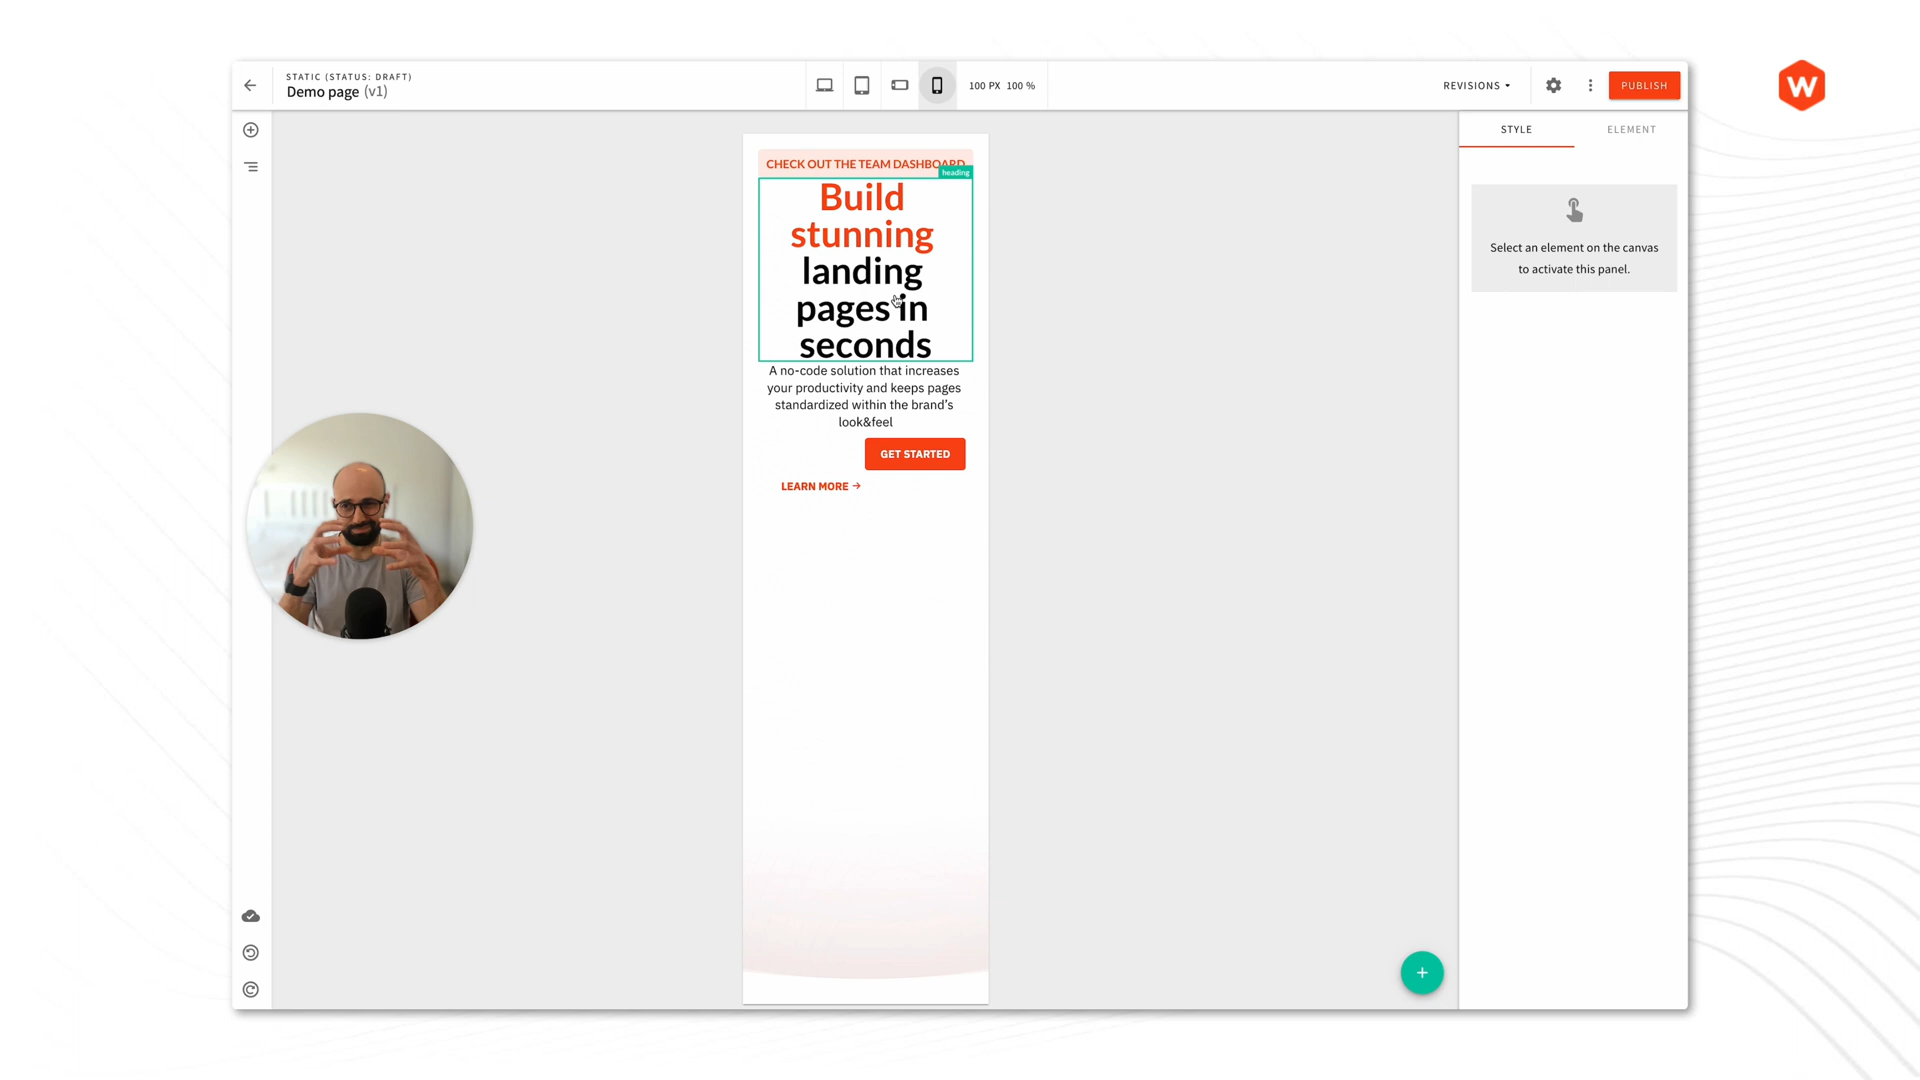 STATIC (STATUS: DRAFT)
Demo page (v1)
100 PX 100 %
REVISIONS
PUBLISH
W
STYLE
ELEMENT
Select an element on the canvas
to activate this panel.
CHECK OUT THE TEAM DASHBOARD
heading
Build
stunning
landing
pages in
seconds
A no-code solution that increases
your productivity and keeps pages
standardized within the brand’s
look&feel
GET STARTED
LEARN MORE →